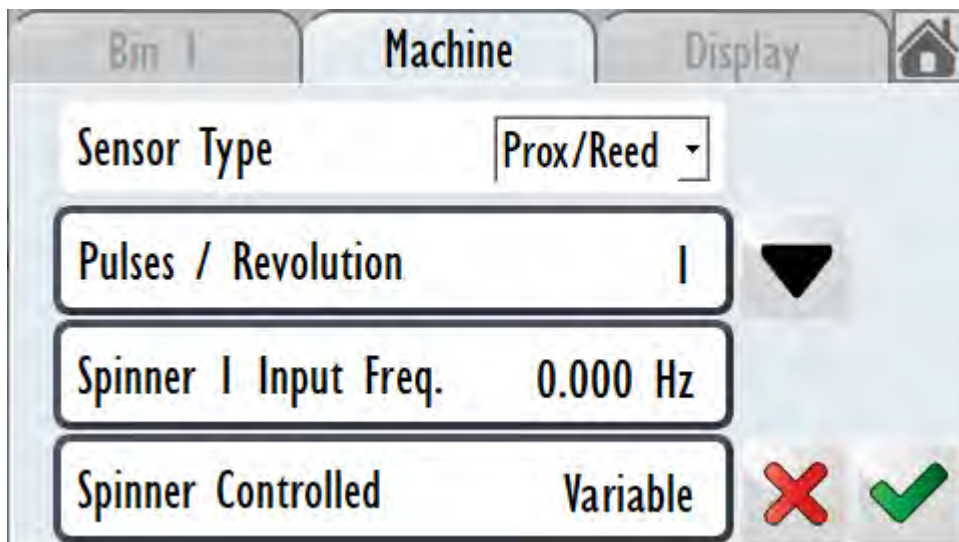 Bin 1 Machine Display
Sensor Type Prox/Reed
Pulses / Revolution 1
Spinner 1 Input Freq. 0.000 Hz
Spinner Controlled Variable